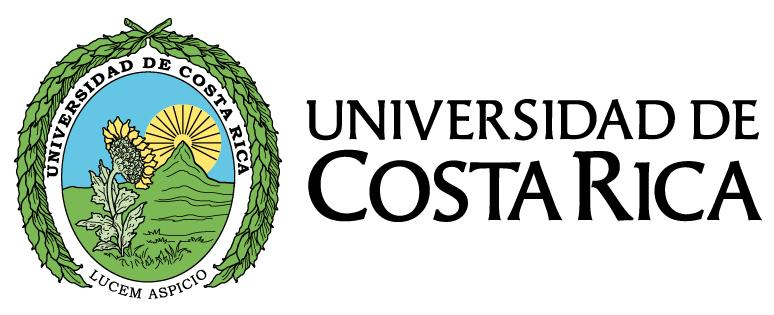 UNIVERSIDAD DE COSTA RICA
LUCEM ASPICIO
UNIVERSIDAD DE
COSTA RICA